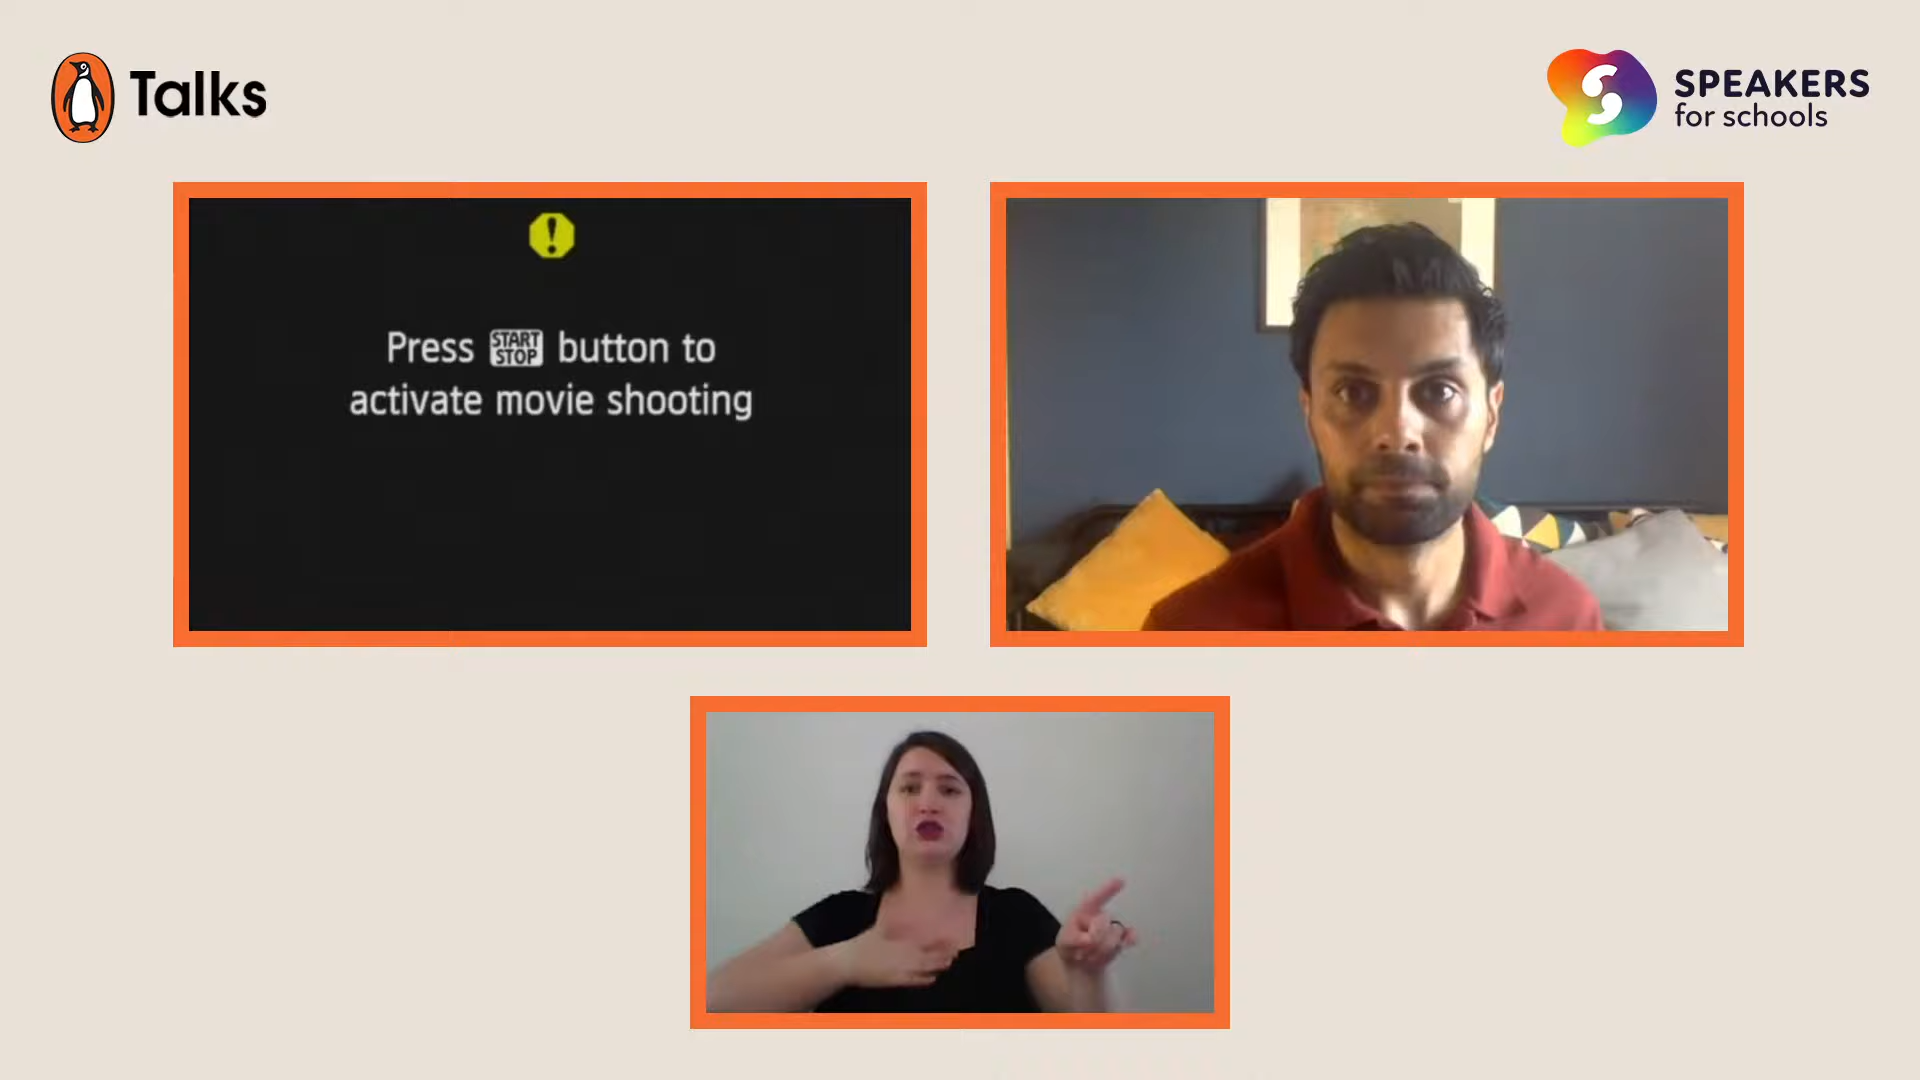 Talks
SPEAKERS
for schools
Press START STOP button to
activate movie shooting